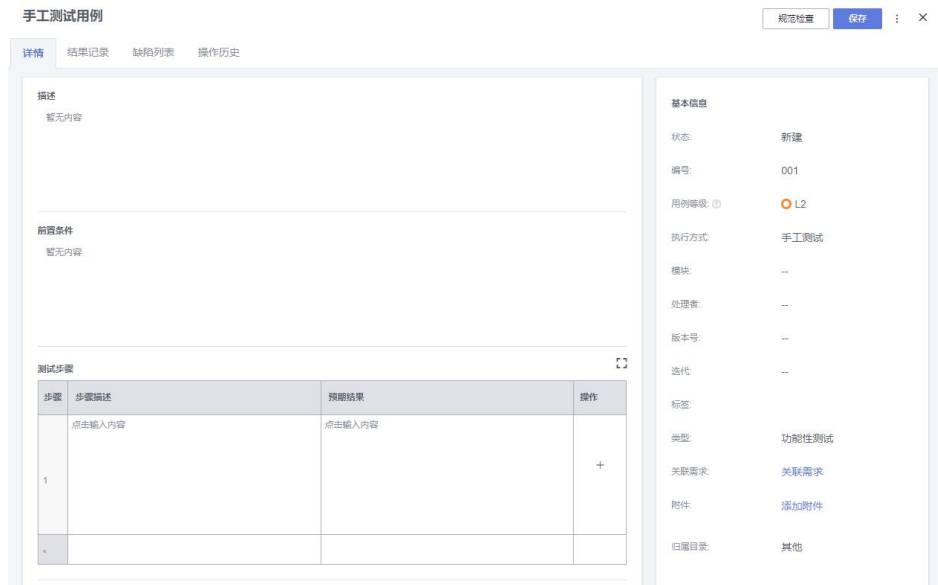 手工测试用例
规范检查 保存
详情 结果记录 缺陷列表 操作历史
描述
暂无内容
前置条件
暂无内容
测试步骤
步骤 步骤描述 预期结果 操作
1 点击输入内容 点击输入内容 +
*
基本信息
状态: 新建
编号: 001
用例等级: L2
执行方式: 手工测试
模块: --
处理者: --
版本号: --
迭代: --
标签:
类型: 功能性测试
关联需求: 关联需求
附件: 添加附件
归属目录: 其他